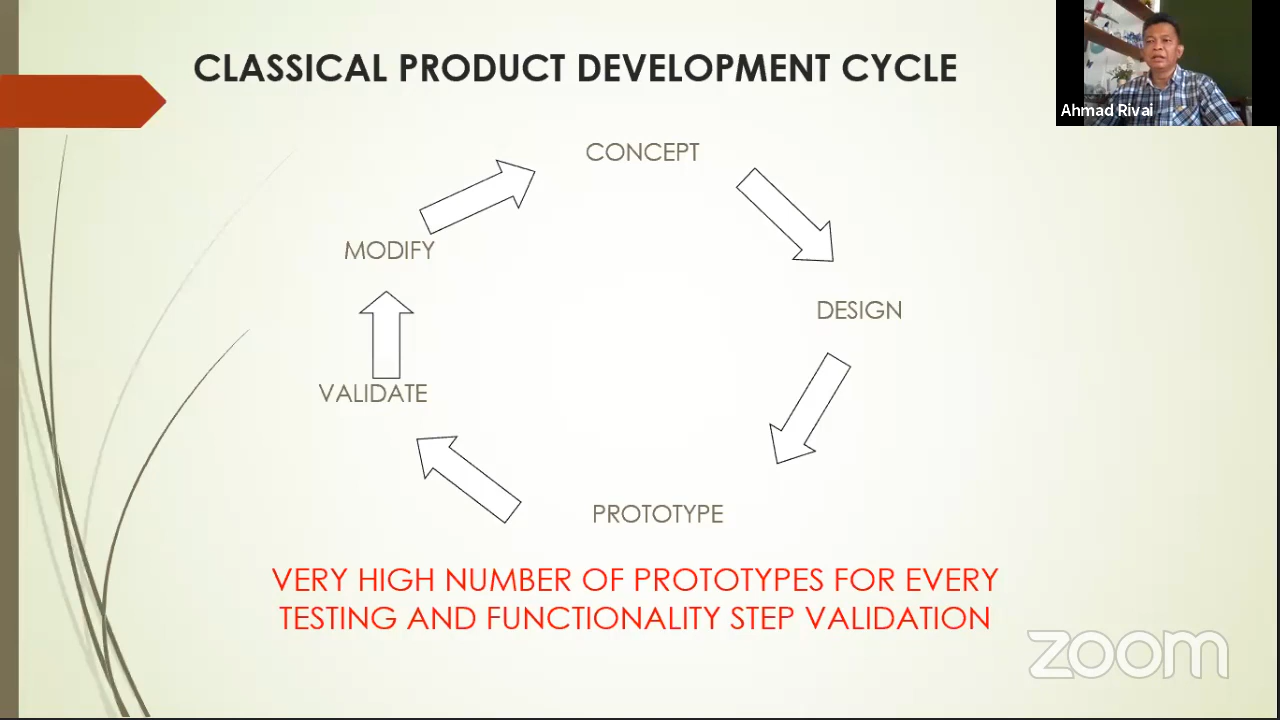 CLASSICAL PRODUCT DEVELOPMENT CYCLE
Ahmad Rivai
CONCEPT
MODIFY
DESIGN
VALIDATE
PROTOTYPE
VERY HIGH NUMBER OF PROTOTYPES FOR EVERY
TESTING AND FUNCTIONALITY STEP VALIDATION
zoom